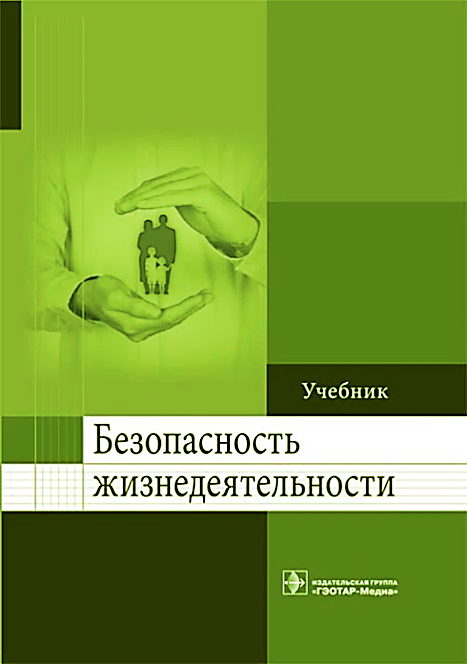 Учебник
Безопасность
жизнедеятельности
ИЗДАТЕЛЬСКАЯ ГРУППА
«ГЭОТАР-Медиа»